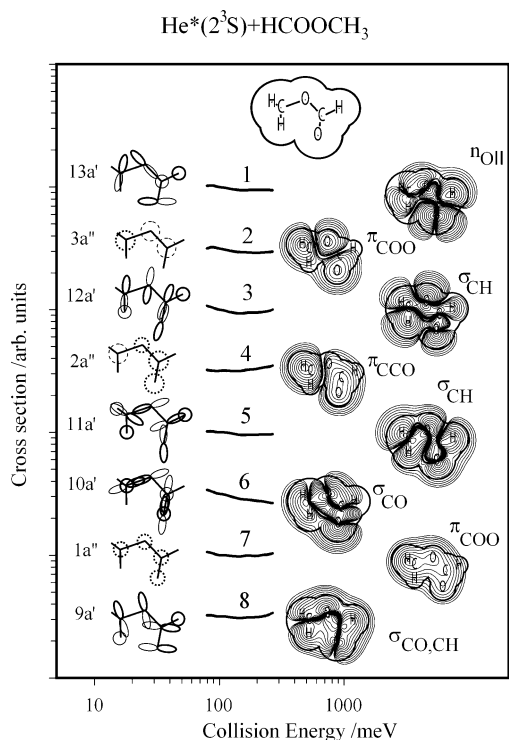 He*(2³S)+HCOOCH₃
H C O C H
H O
13a' 1 n_OII
3a" 2 π_COO
12a' 3 σ_CH
2a" 4 π_CCO
11a' 5 σ_CH
10a' 6 σ_CO
1a" 7 π_COO
9a' 8 σ_CO,CH
Cross section /arb. units
10 100 1000
Collision Energy /meV